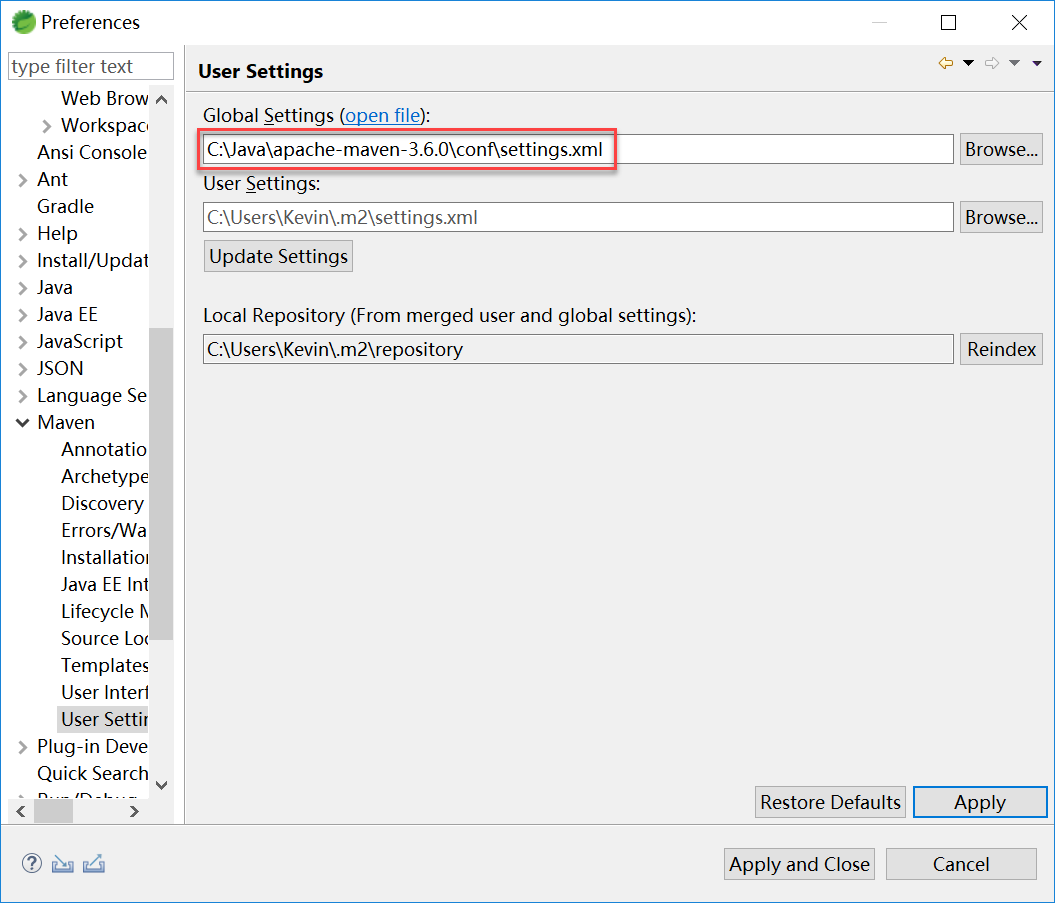 Preferences
type filter text
Web Brow
Workspac
Ansi Console
Ant
Gradle
Help
Install/Updat
Java
Java EE
JavaScript
JSON
Language Se
Maven
Annotatio
Archetype
Discovery
Errors/Wa
Installation
Java EE Int
Lifecycle M
Source Loc
Templates
User Interf
User Settin
Plug-in Deve
Quick Search
Run/Debug
User Settings
Global Settings (open file):
C:\Java\apache-maven-3.6.0\conf\settings.xml
Browse...
User Settings:
C:\Users\Kevin\.m2\settings.xml
Browse...
Update Settings
Local Repository (From merged user and global settings):
C:\Users\Kevin\.m2\repository
Reindex
Restore Defaults
Apply
?
Apply and Close
Cancel